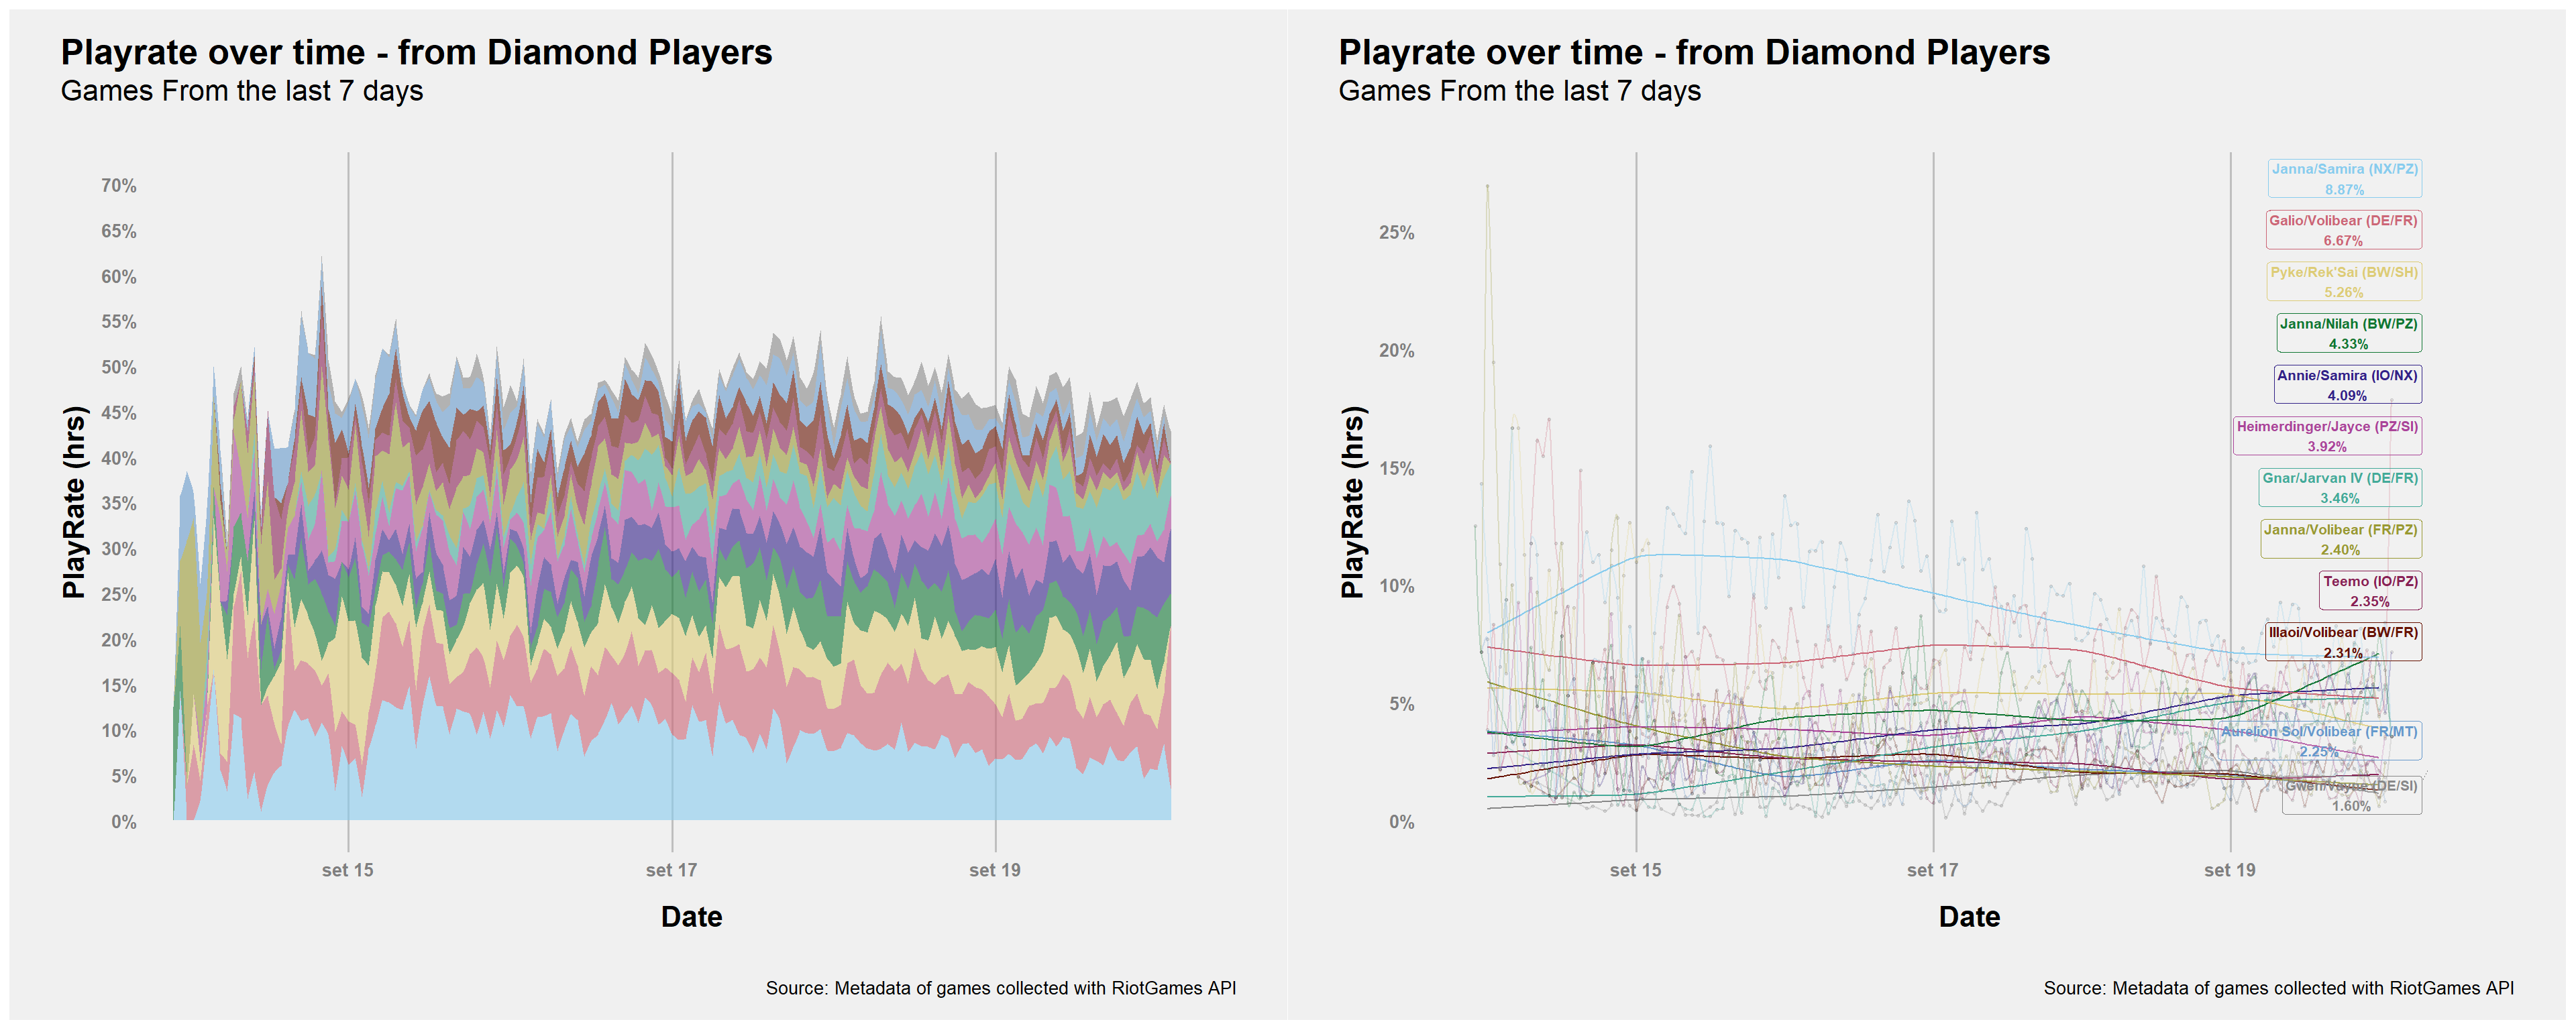 Playrate over time - from Diamond Players
Games From the last 7 days
PlayRate (hrs)
70%
65%
60%
55%
50%
45%
40%
35%
30%
25%
20%
15%
10%
5%
0%
set 15
set 17
set 19
Date
Source: Metadata of games collected with RiotGames API
Playrate over time - from Diamond Players
Games From the last 7 days
PlayRate (hrs)
25%
20%
15%
10%
5%
0%
set 15
set 17
set 19
Date
Janna/Samira (NX/PZ)
8.87%
Galio/Volibear (DE/FR)
6.67%
Pyke/Rek'Sai (BW/SH)
5.26%
Janna/Nilah (BW/PZ)
4.33%
Annie/Samira (IO/NX)
4.09%
Heimerdinger/Jayce (PZ/SI)
3.92%
Gnar/Jarvan IV (DE/FR)
3.46%
Janna/Volibear (FR/PZ)
2.40%
Teemo (IO/PZ)
2.35%
Illaoi/Volibear (BW/FR)
2.31%
Aurelion Sol/Volibear (FR/MT)
2.25%
Gwen/Vayne (DE/SI)
1.60%
Source: Metadata of games collected with RiotGames API